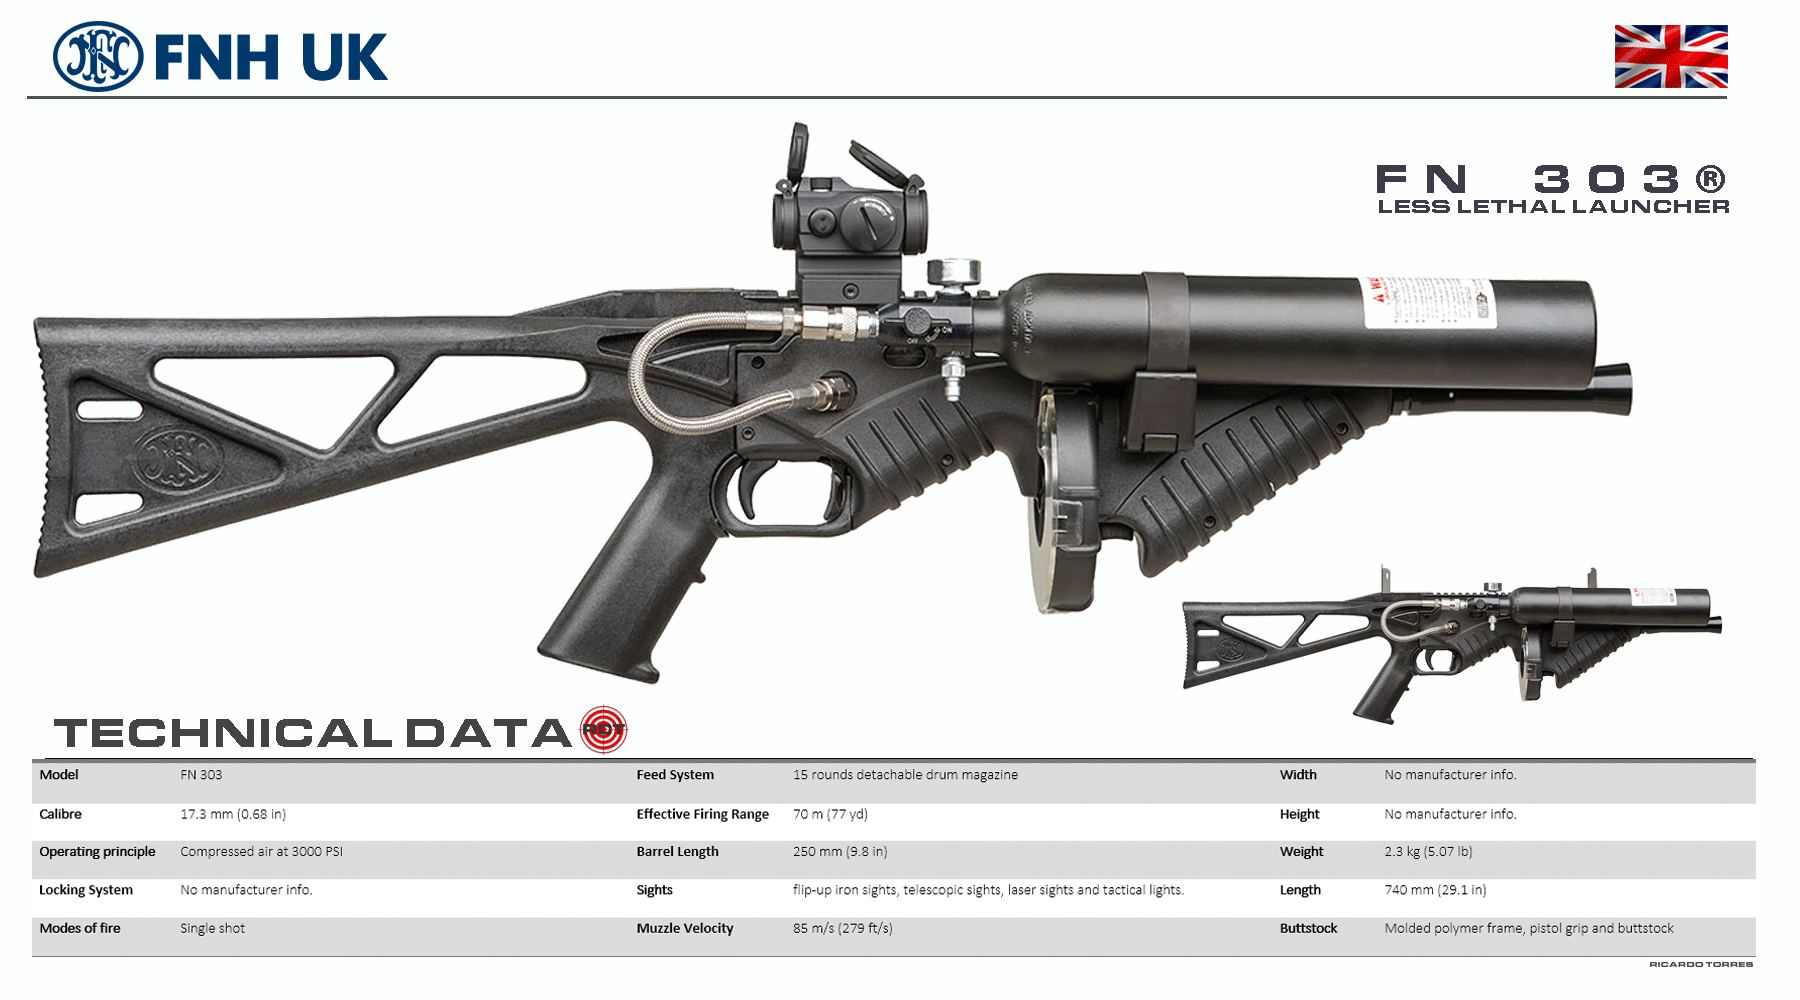 FN FNH UK
FN 303®
LESS LETHAL LAUNCHER
ON
OFF
TECHNICAL DATA RDT
Model FN 303 Feed System 15 rounds detachable drum magazine Width No manufacturer info.
Calibre 17.3 mm (0.68 in) Effective Firing Range 70 m (77 yd) Height No manufacturer info.
Operating principle Compressed air at 3000 PSI Barrel Length 250 mm (9.8 in) Weight 2.3 kg (5.07 lb)
Locking System No manufacturer info. Sights flip-up iron sights, telescopic sights, laser sights and tactical lights. Length 740 mm (29.1 in)
Modes of fire Single shot Muzzle Velocity 85 m/s (279 ft/s) Buttstock Molded polymer frame, pistol grip and buttstock
RICARDO TORRES